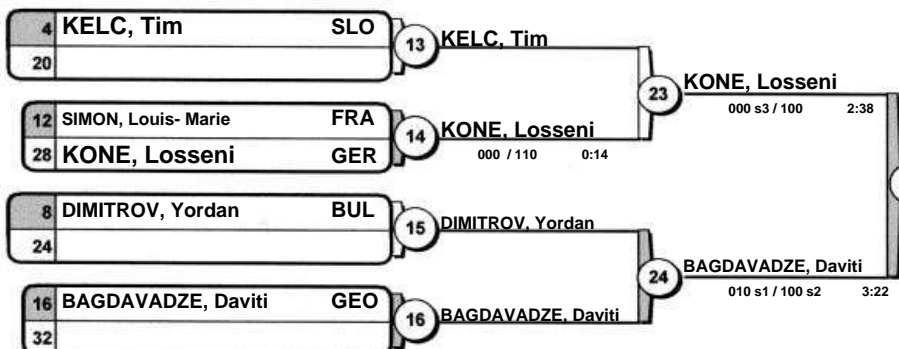 4 KELC, Tim SLO
20
13 KELC, Tim
12 SIMON, Louis- Marie FRA
28 KONE, Losseni GER
14 KONE, Losseni
000 / 110 0:14
23 KONE, Losseni
000 s3 / 100 2:38
8 DIMITROV, Yordan BUL
24
15 DIMITROV, Yordan
16 BAGDAVADZE, Daviti GEO
32
16 BAGDAVADZE, Daviti
24 BAGDAVADZE, Daviti
010 s1 / 100 s2 3:22